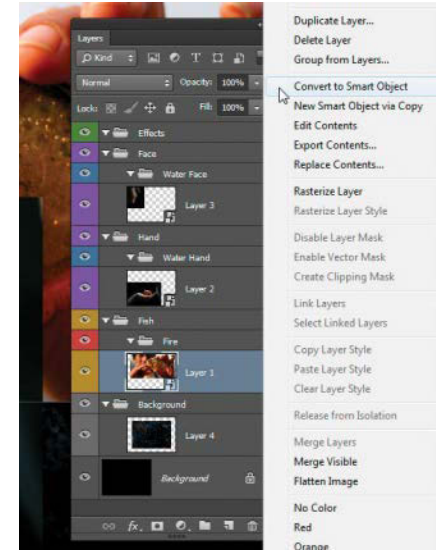 Layers
Kind
Normal
Opacity: 100%
Lock:
Fill: 100%
Effects
Face
Water Face
Layer 3
Hand
Water Hand
Layer 2
Fish
Fire
Layer 1
Background
Layer 4
Background
fx.
Duplicate Layer...
Delete Layer
Group from Layers...
Convert to Smart Object
New Smart Object via Copy
Edit Contents
Export Contents...
Replace Contents...
Rasterize Layer
Rasterize Layer Style
Disable Layer Mask
Enable Vector Mask
Create Clipping Mask
Link Layers
Select Linked Layers
Copy Layer Style
Paste Layer Style
Clear Layer Style
Release from Isolation
Merge Layers
Merge Visible
Flatten Image
No Color
Red
Orange